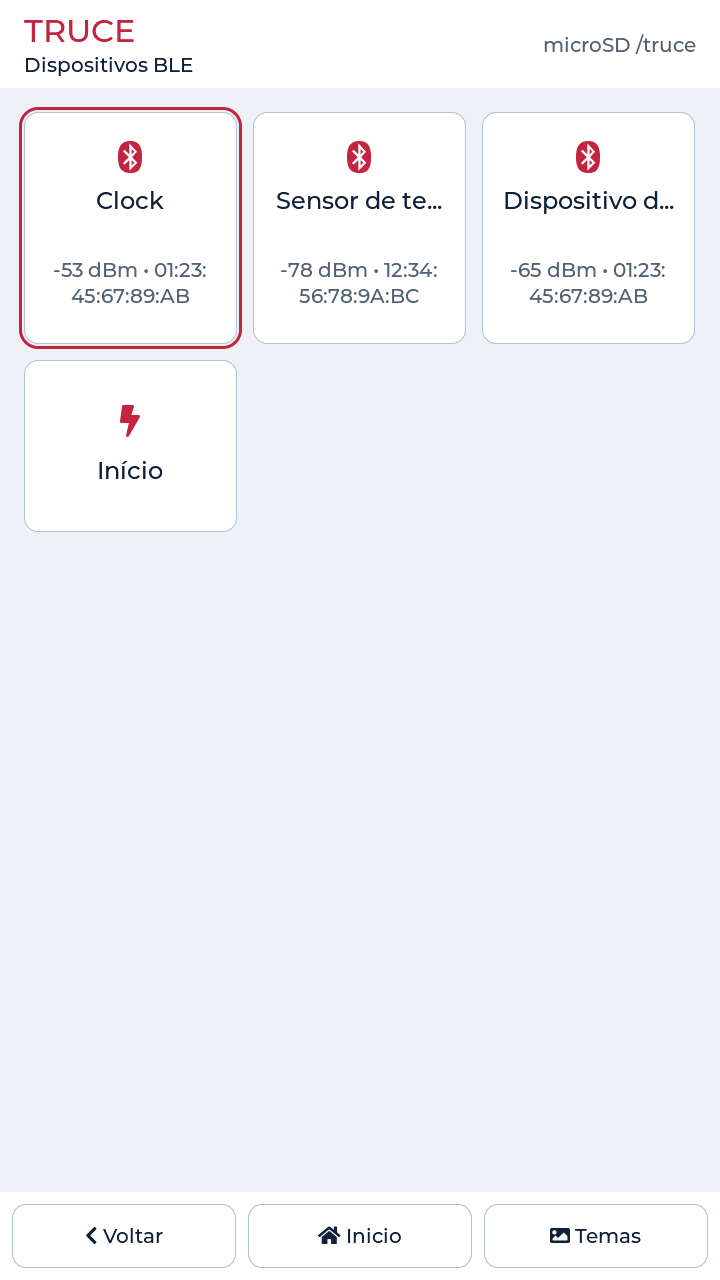 TRUCE
Dispositivos BLE
microSD /truce
Clock
-53 dBm • 01:23:
45:67:89:AB
Sensor de te...
-78 dBm • 12:34:
56:78:9A:BC
Dispositivo d...
-65 dBm • 01:23:
45:67:89:AB
Início
Voltar
Inicio
Temas